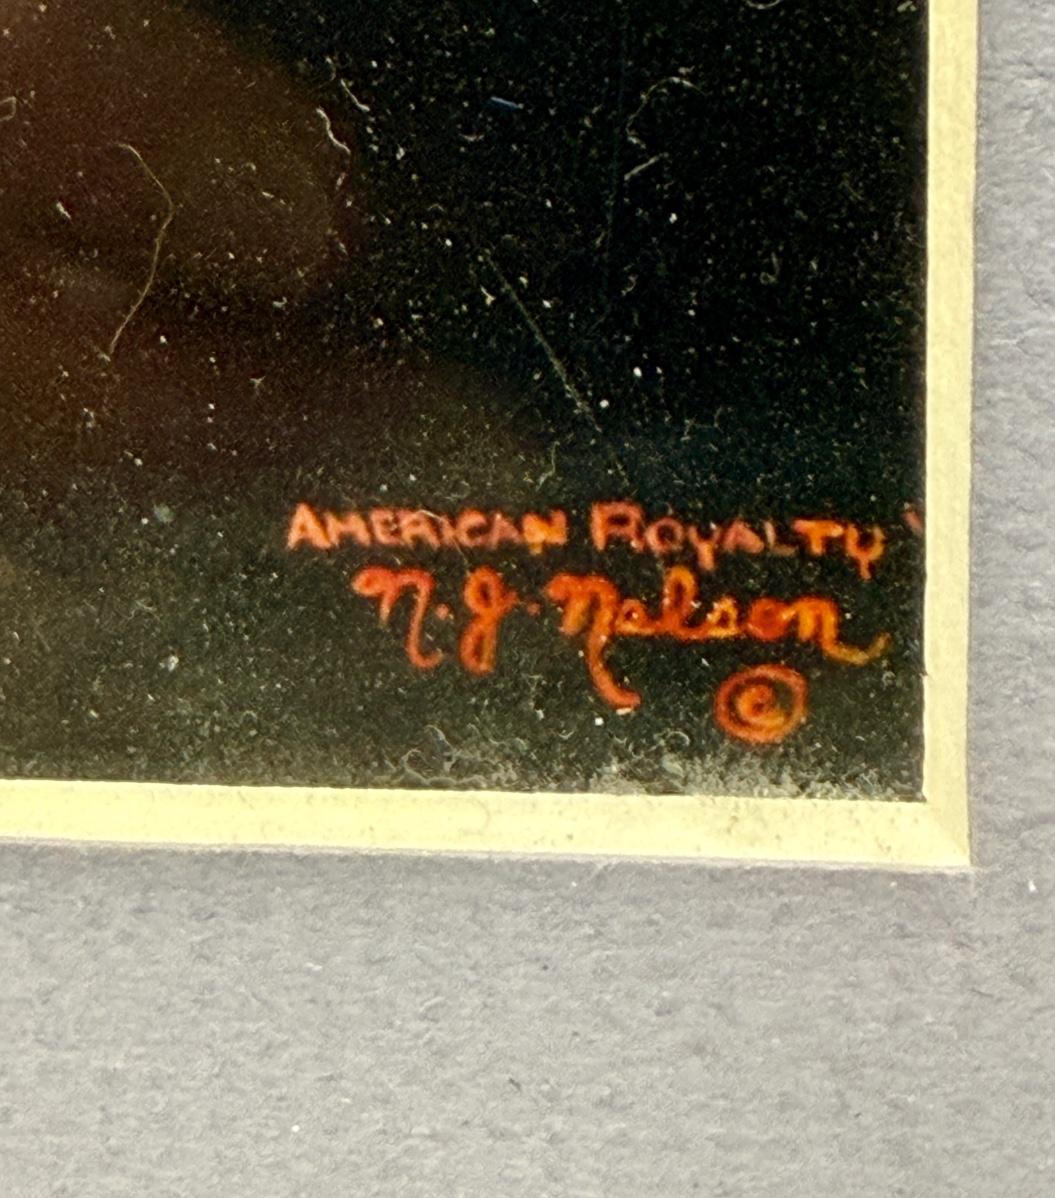 AMERICAN ROYALTY '
N. J. Nelson
©